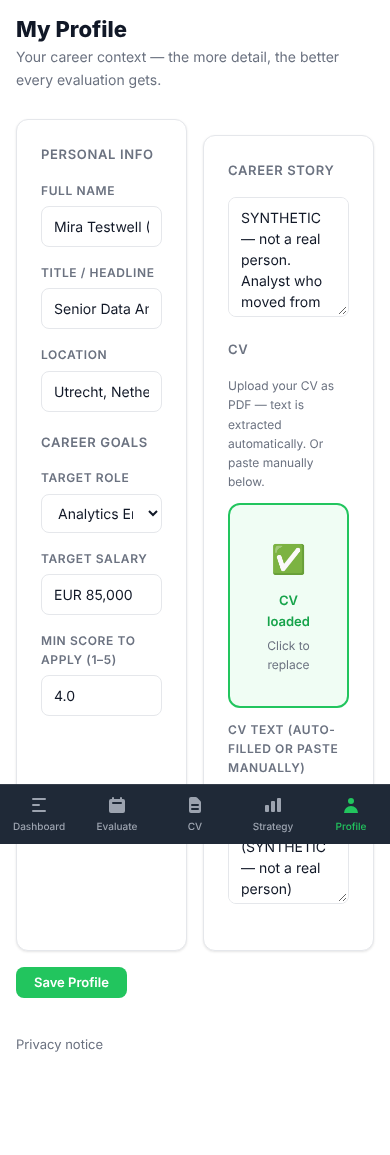 My Profile
Your career context — the more detail, the better
every evaluation gets.
PERSONAL INFO
FULL NAME
Mira Testwell (
TITLE / HEADLINE
Senior Data
LOCATION
Utrecht, Nethe
CAREER GOALS
TARGET ROLE
Analytics
TARGET SALARY
EUR 85,000
MIN SCORE TO
APPLY (1–5)
4.0
CAREER STORY
SYNTHETIC
— not a real
person.
Analyst who
moved from
CV
Upload your CV as
PDF — text is
extracted
automatically. Or
paste manually
below.
✅
CV
loaded
Click to
replace
CV TEXT (AUTO-
FILLED OR PASTE
MANUALLY)
(SYNTHETIC
— not a real
person)
Dashboard
Evaluate
CV
Strategy
Profile
Save Profile
Privacy notice